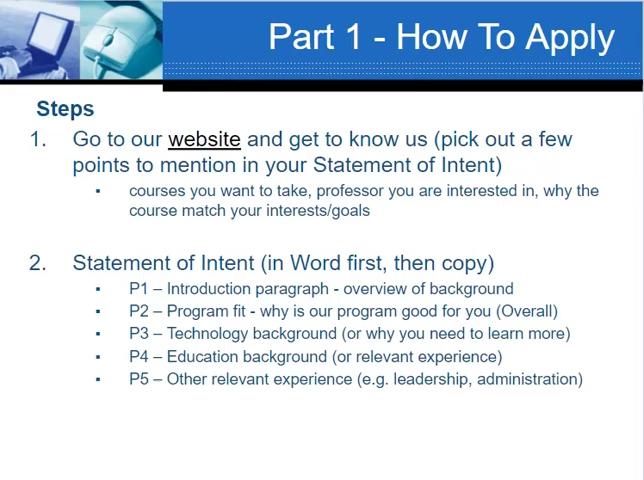 Part 1 - How To Apply
Steps
1. Go to our website and get to know us (pick out a few
points to mention in your Statement of Intent)
▪ courses you want to take, professor you are interested in, why the
course match your interests/goals
2. Statement of Intent (in Word first, then copy)
▪ P1 – Introduction paragraph - overview of background
▪ P2 – Program fit - why is our program good for you (Overall)
▪ P3 – Technology background (or why you need to learn more)
▪ P4 – Education background (or relevant experience)
▪ P5 – Other relevant experience (e.g. leadership, administration)